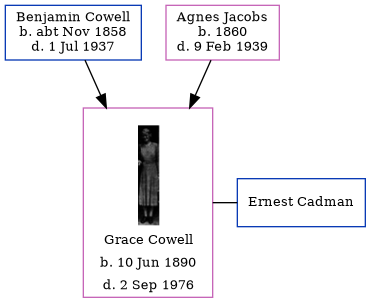 Benjamin Cowell
b. abt Nov 1858
d. 1 Jul 1937
Agnes Jacobs
b. 1860
d. 9 Feb 1939
Grace Cowell
b. 10 Jun 1890
d. 2 Sep 1976
Ernest Cadman